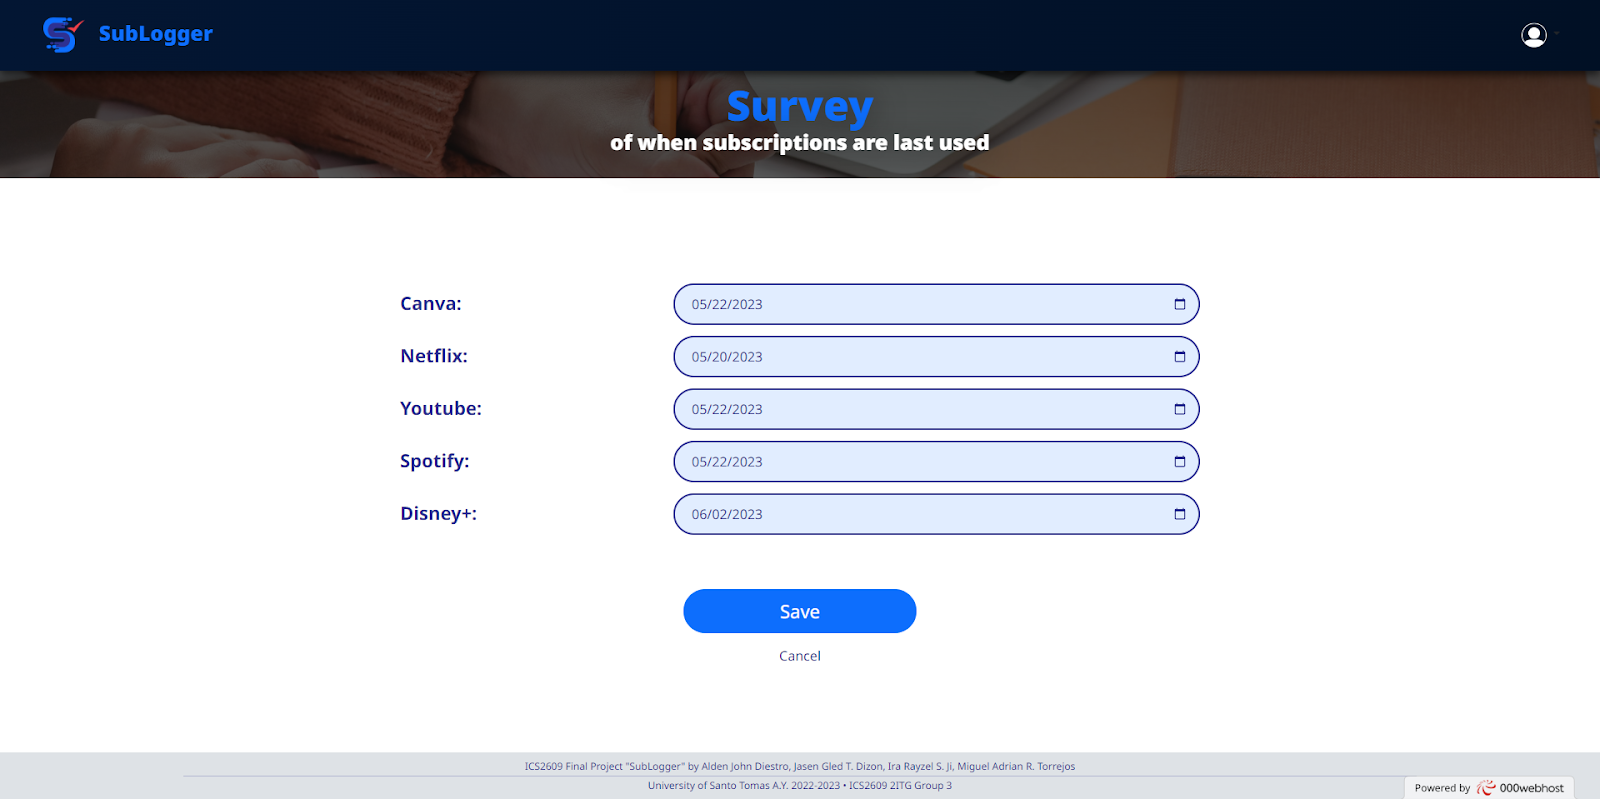 SubLogger
Survey
of when subscriptions are last used
Canva:
05/22/2023
Netflix:
05/20/2023
Youtube:
05/22/2023
Spotify:
05/22/2023
Disney+:
06/02/2023
Save
Cancel
ICS2609 Final Project "SubLogger" by Alden John Diestro, Jasen Gled T. Dizon, Ira Rayzel S. Ji, Miguel Adrian R. Torrejos
University of Santo Tomas A.Y. 2022-2023 • ICS2609 2ITG Group 3
Powered by 000webhost